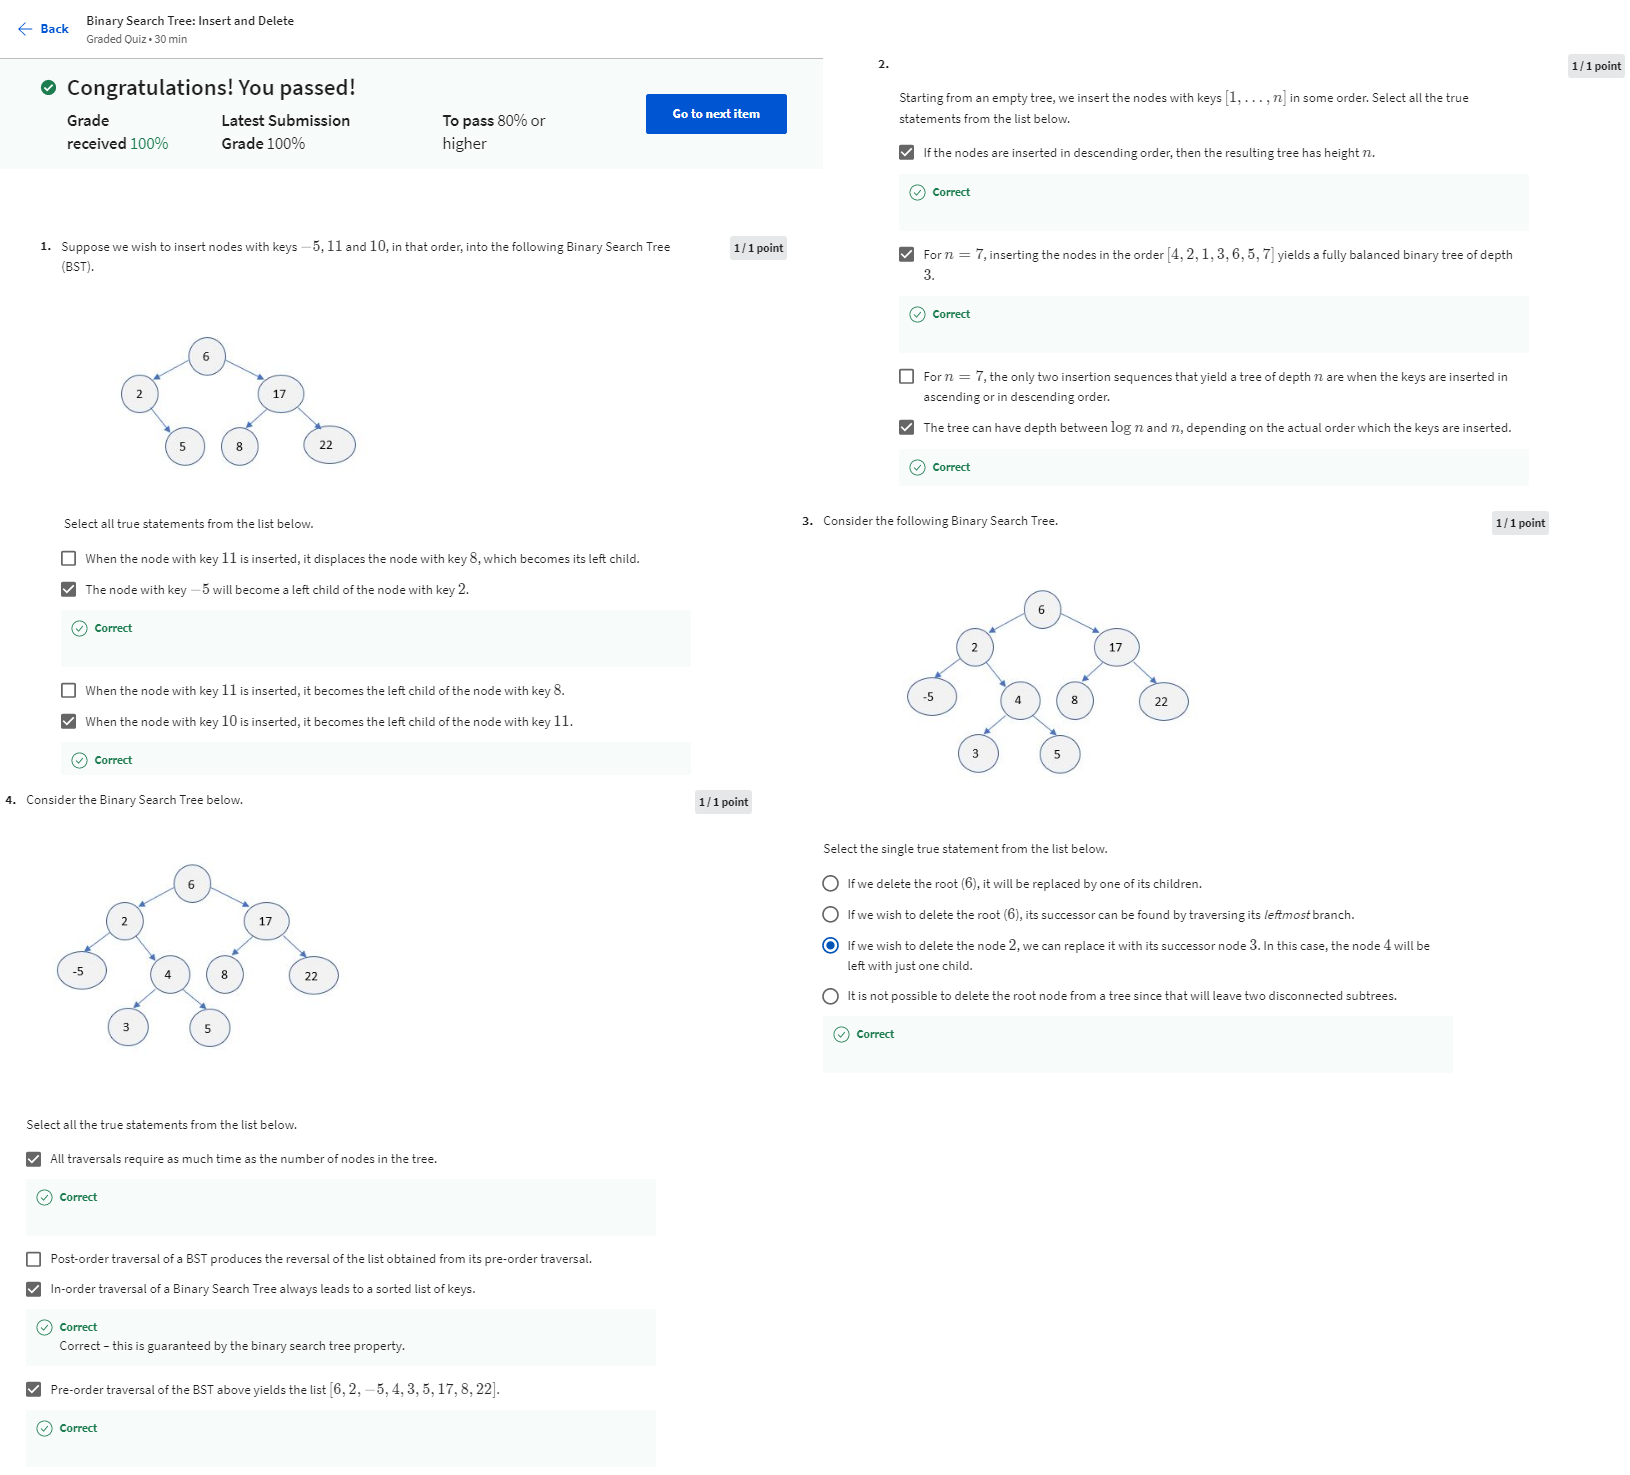 Back
Binary Search Tree: Insert and Delete
Graded Quiz • 30 min
Congratulations! You passed!
Grade
received 100%
Latest Submission
Grade 100%
To pass 80% or
higher
Go to next item
1. Suppose we wish to insert nodes with keys −5, 11 and 10, in that order, into the following Binary Search Tree
(BST).
1 / 1 point
6
2
17
5
8
22
Select all true statements from the list below.
When the node with key 11 is inserted, it displaces the node with key 8, which becomes its left child.
The node with key −5 will become a left child of the node with key 2.
Correct
When the node with key 11 is inserted, it becomes the left child of the node with key 8.
When the node with key 10 is inserted, it becomes the left child of the node with key 11.
Correct
2.
1 / 1 point
Starting from an empty tree, we insert the nodes with keys [1, . . . , n] in some order. Select all the true
statements from the list below.
If the nodes are inserted in descending order, then the resulting tree has height n.
Correct
For n = 7, inserting the nodes in the order [4, 2, 1, 3, 6, 5, 7] yields a fully balanced binary tree of depth
3.
Correct
For n = 7, the only two insertion sequences that yield a tree of depth n are when the keys are inserted in
ascending or in descending order.
The tree can have depth between log n and n, depending on the actual order which the keys are inserted.
Correct
3. Consider the following Binary Search Tree.
1 / 1 point
6
2
17
-5
4
8
22
3
5
Select the single true statement from the list below.
If we delete the root (6), it will be replaced by one of its children.
If we wish to delete the root (6), its successor can be found by traversing its leftmost branch.
If we wish to delete the node 2, we can replace it with its successor node 3. In this case, the node 4 will be
left with just one child.
It is not possible to delete the root node from a tree since that will leave two disconnected subtrees.
Correct
4. Consider the Binary Search Tree below.
1 / 1 point
6
2
17
-5
4
8
22
3
5
Select all the true statements from the list below.
All traversals require as much time as the number of nodes in the tree.
Correct
Post-order traversal of a BST produces the reversal of the list obtained from its pre-order traversal.
In-order traversal of a Binary Search Tree always leads to a sorted list of keys.
Correct
Correct – this is guaranteed by the binary search tree property.
Pre-order traversal of the BST above yields the list [6, 2, −5, 4, 3, 5, 17, 8, 22].
Correct